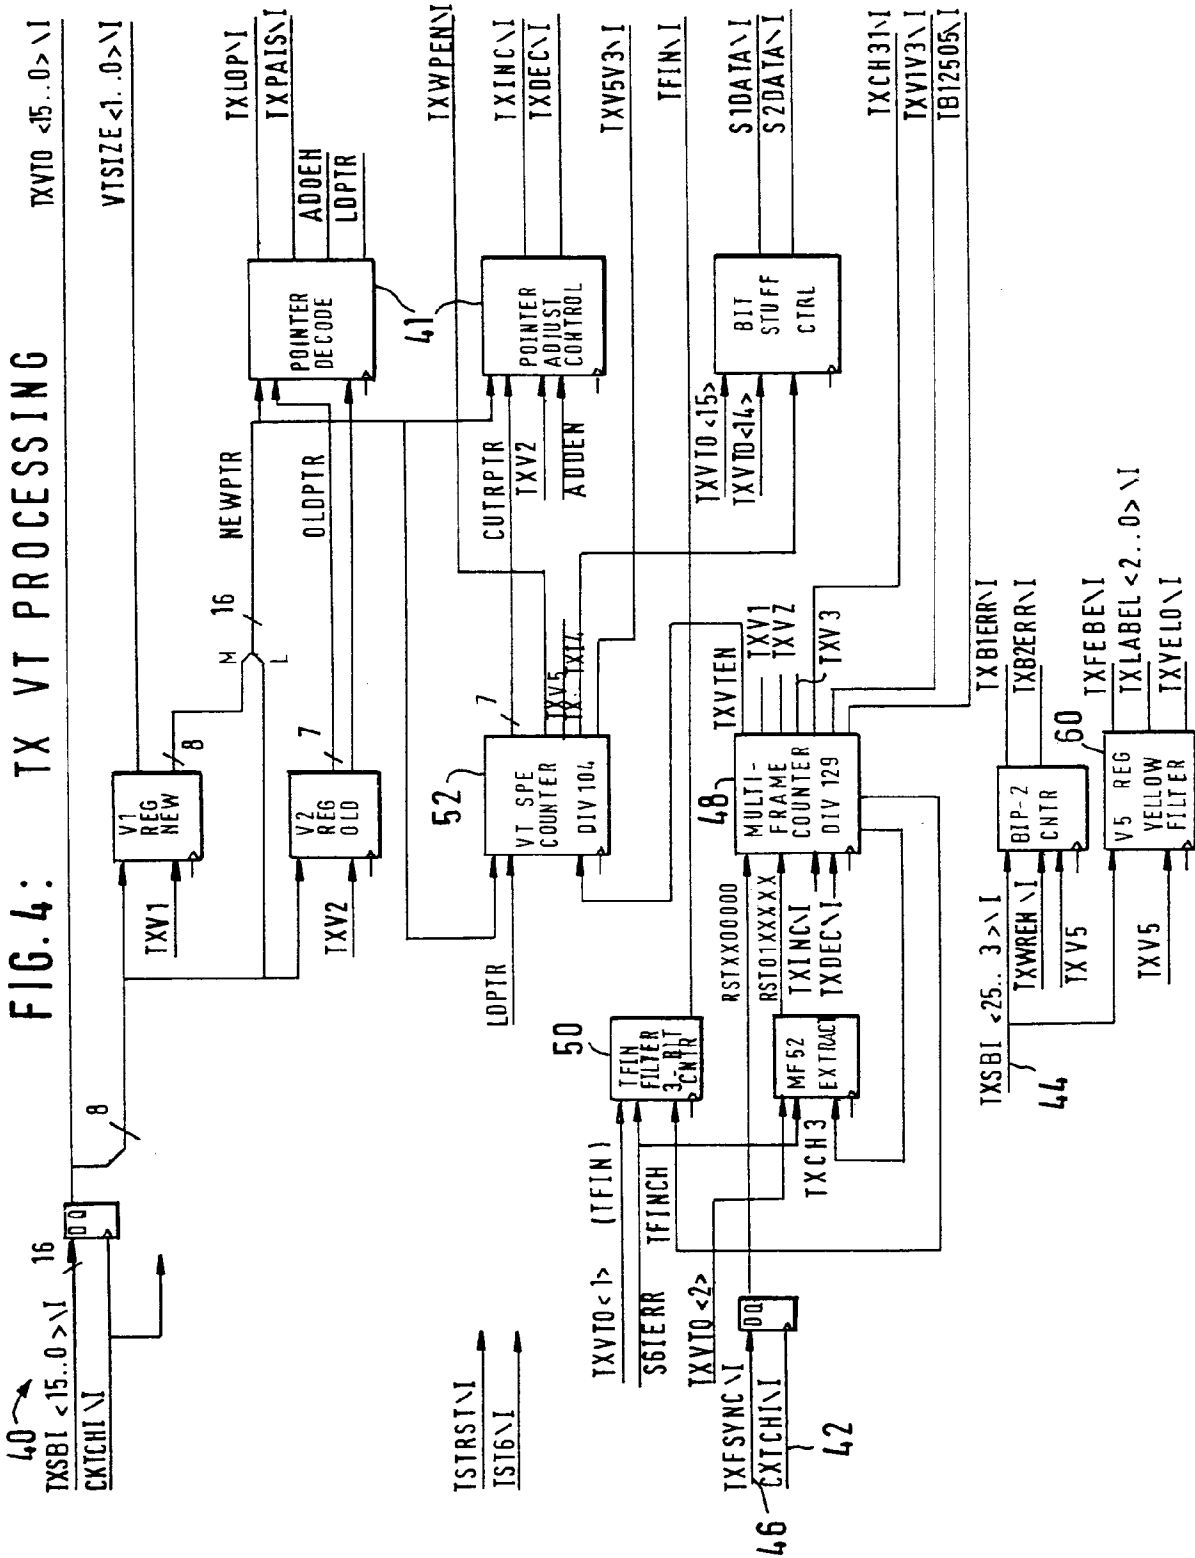 FIG. 4: TX VT PROCESSING
40
TXSBI <15..0>\I
CKTCHI\I
16
D Q
8
TXVTO <15..0>\I
VTSIZE <1..0>\I
TXV1
V1
REG
NEW
8
M
L
16
NEWPTR
TXV2
V2
REG
OLD
7
OLDPTR
POINTER
DECODE
TXLOP\I
TXPAIS\I
ADDEN
LDPTR
41
TXWPEN\I
CUTRPTR
TXV2
ADDEN
POINTER
ADJUST
CONTROL
TXINC\I
TXDEC\I
TXV5V3\I
TSTRST\I
TST6\I
LDPTR
52
VT SPE
COUNTER
DIV 104
7
TXV5
TXI4
TFIN\I
TXVTO<1>
(TFIN)
S6IERR
TFINCH
50
TFIN
FILTER
3-BIT
CNTR
TXVTO <15>
TXVTO<14>
BIT
STUFF
CTRL
S1DATA\I
S2DATA\I
TXVTO<2>
TXFSYNC\I
CXTCHI\I
46
42
D Q
TXCH3
MF52
EXTRACT
RSTXX00000
RST01XXXXX
TXINC\I
TXDEC\I
48
MULTI-
FRAME
COUNTER
DIV 129
TXVTEN
TXV1
TXV2
TXV3
TXCH31\I
TXV1V3\I
TB12505\I
TXSBI <25..3>\I
44
TXWREN\I
TXV5
BIP-2
CNTR
TXB1ERR\I
TXB2ERR\I
TXV5
60
V5 REG
YELLOW
FILTER
TXFEBE\I
TXLABEL <2..0>\I
TXYELO\I